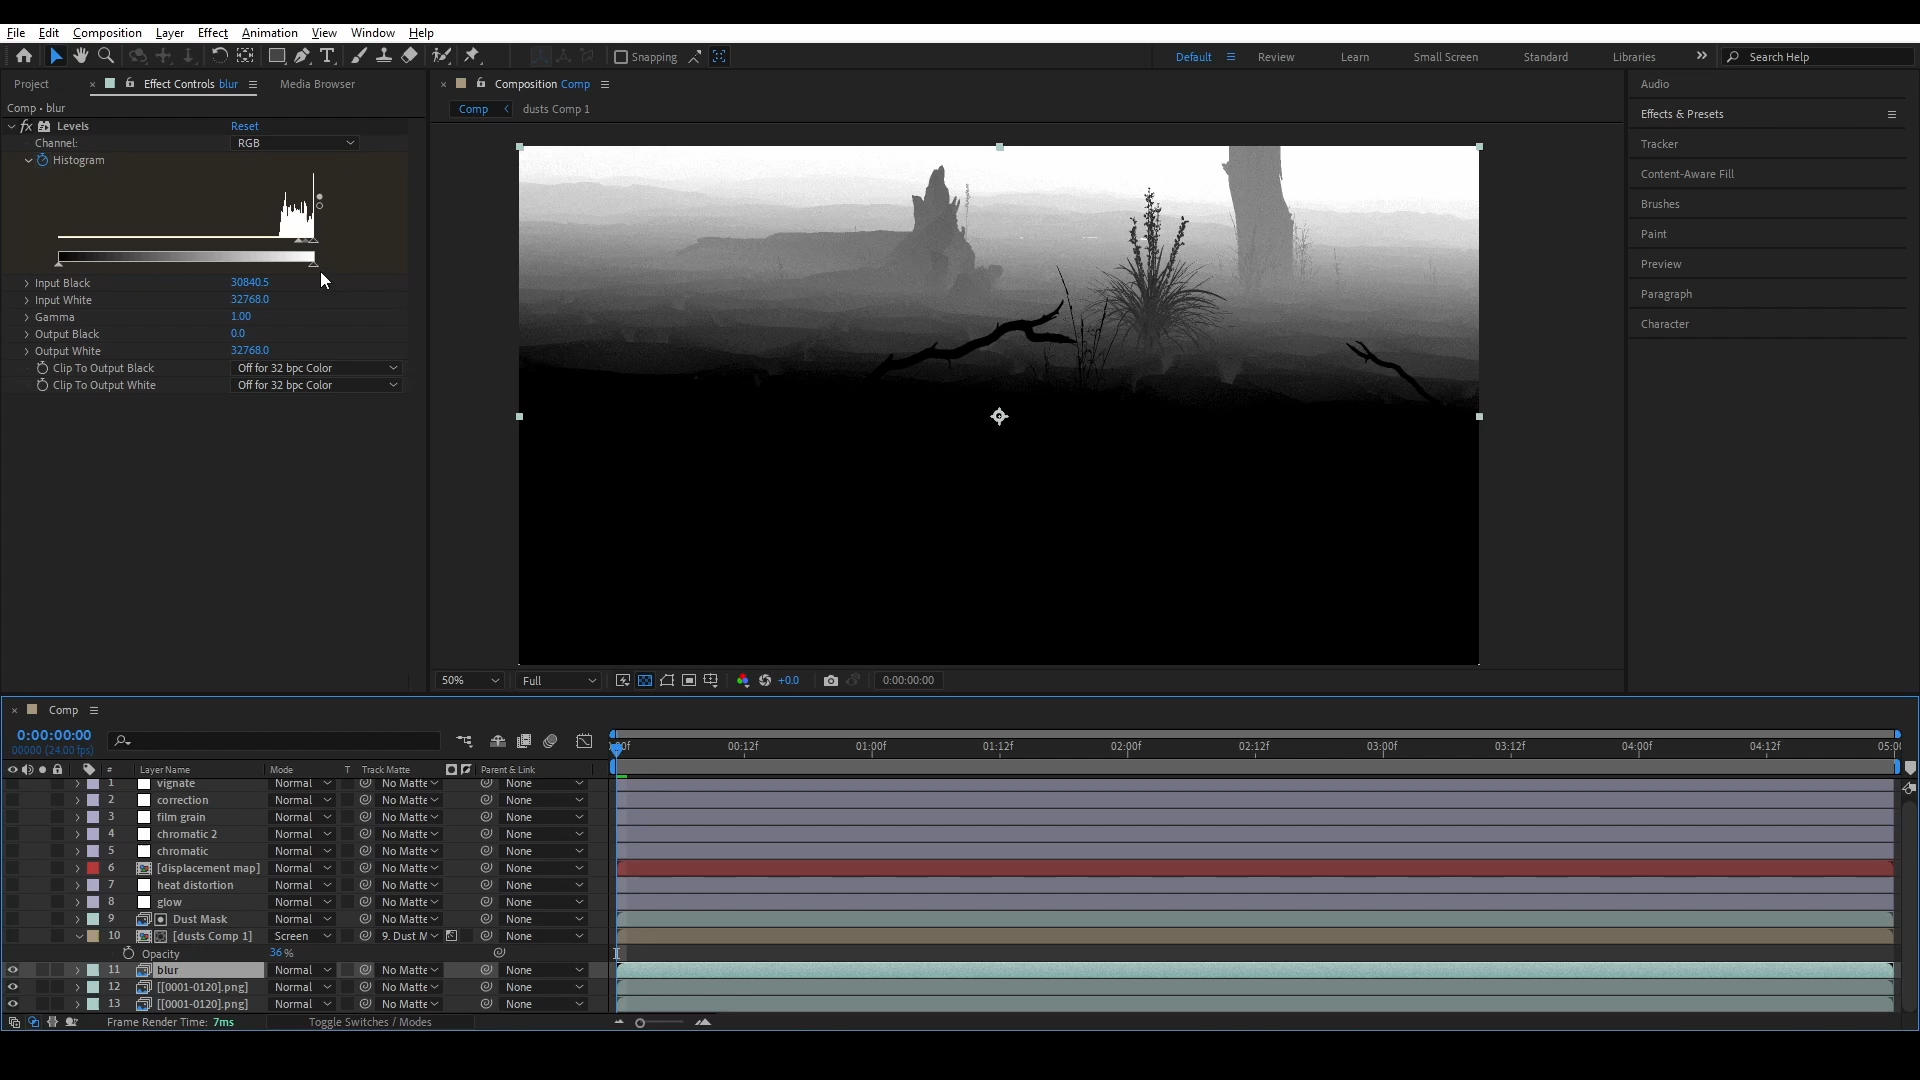 File Edit Composition Layer Effect Animation View Window Help
Snapping Default Review Learn Small Screen Standard Libraries Search Help
Project Effect Controls blur Media Browser
Comp • blur
fx Levels Reset
Channel: RGB
Histogram
Input Black 30840.5
Input White 32768.0
Gamma 1.00
Output Black 0.0
Output White 32768.0
Clip To Output Black Off for 32 bpc Color
Clip To Output White Off for 32 bpc Color
Composition Comp
Comp dusts Comp 1
50% Full +0.0 0:00:00:00
Audio
Effects & Presets
Tracker
Content-Aware Fill
Brushes
Paint
Preview
Paragraph
Character
Comp
0:00:00:00
00000 (24.00 fps)
00:12f 01:00f 01:12f 02:00f 02:12f 03:00f 03:12f 04:00f 04:12f
# Layer Name Mode T Track Matte Parent & Link
1 vignate Normal No Matte None
2 correction Normal No Matte None
3 film grain Normal No Matte None
4 chromatic 2 Normal No Matte None
5 chromatic Normal No Matte None
6 [displacement map] Normal No Matte None
7 heat distortion Normal No Matte None
8 glow Normal No Matte None
9 Dust Mask Normal No Matte None
10 [dusts Comp 1] Screen 9. Dust M None
Opacity 36 %
11 blur Normal No Matte None
12 [[0001-0120].png] Normal No Matte None
13 [[0001-0120].png] Normal No Matte None
Frame Render Time: 7ms Toggle Switches / Modes